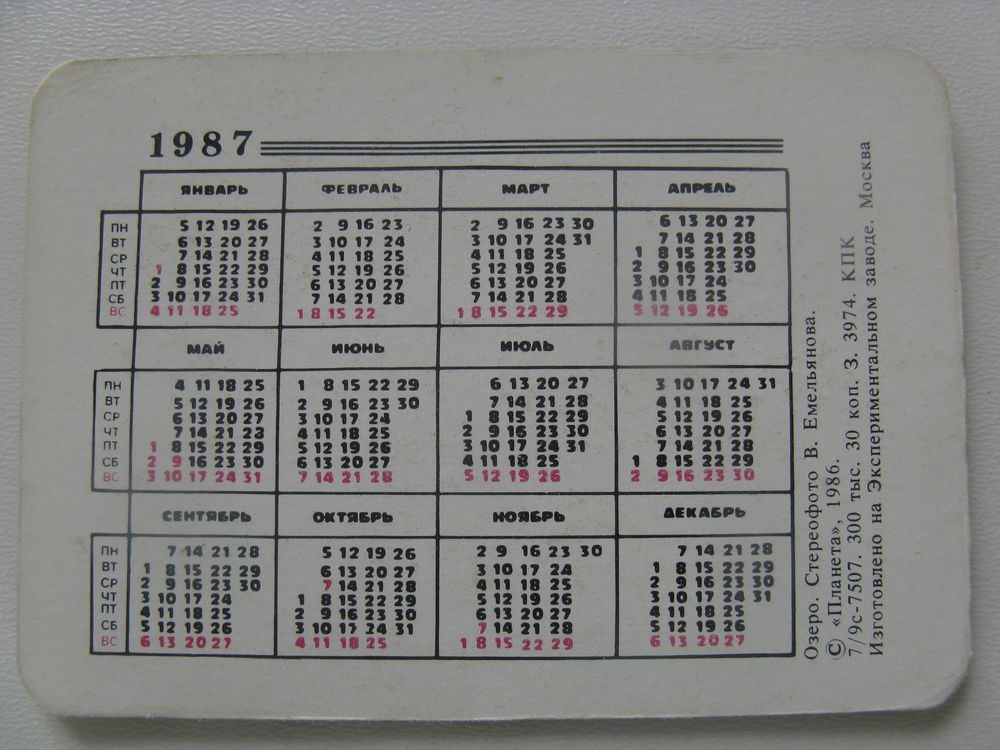 1987
ЯНВАРЬ ФЕВРАЛЬ МАРТ АПРЕЛЬ
ПН 5 12 19 26 2 9 16 23 2 9 16 23 30 6 13 20 27
ВТ 6 13 20 27 3 10 17 24 3 10 17 24 31 7 14 21 28
СР 7 14 21 28 4 11 18 25 4 11 18 25 1 8 15 22 29
ЧТ 1 8 15 22 29 5 12 19 26 5 12 19 26 2 9 16 23 30
ПТ 2 9 16 23 30 6 13 20 27 6 13 20 27 3 10 17 24
СБ 3 10 17 24 31 7 14 21 28 7 14 21 28 4 11 18 25
ВС 4 11 18 25 1 8 15 22 1 8 15 22 29 5 12 19 26
МАЙ ИЮНЬ ИЮЛЬ АВГУСТ
ПН 4 11 18 25 1 8 15 22 29 6 13 20 27 3 10 17 24 31
ВТ 5 12 19 26 2 9 16 23 30 7 14 21 28 4 11 18 25
СР 6 13 20 27 3 10 17 24 1 8 15 22 29 5 12 19 26
ЧТ 7 14 21 28 4 11 18 25 2 9 16 23 30 6 13 20 27
ПТ 1 8 15 22 29 5 12 19 26 3 10 17 24 31 7 14 21 28
СБ 2 9 16 23 30 6 13 20 27 4 11 18 25 1 8 15 22 29
ВС 3 10 17 24 31 7 14 21 28 5 12 19 26 2 9 16 23 30
СЕНТЯБРЬ ОКТЯБРЬ НОЯБРЬ ДЕКАБРЬ
ПН 7 14 21 28 5 12 19 26 2 9 16 23 30 7 14 21 28
ВТ 1 8 15 22 29 6 13 20 27 3 10 17 24 1 8 15 22 29
СР 2 9 16 23 30 7 14 21 28 4 11 18 25 2 9 16 23 30
ЧТ 3 10 17 24 1 8 15 22 29 5 12 19 26 3 10 17 24 31
ПТ 4 11 18 25 2 9 16 23 30 6 13 20 27 4 11 18 25
СБ 5 12 19 26 3 10 17 24 31 7 14 21 28 5 12 19 26
ВС 6 13 20 27 4 11 18 25 1 8 15 22 29 6 13 20 27
Озеро. Стереофото В. Емельянова.
© «Планета», 1986.
7/9с-7507. 300 тыс. 30 коп. З. 3974. КПК
Изготовлено на Экспериментальном заводе. Москва